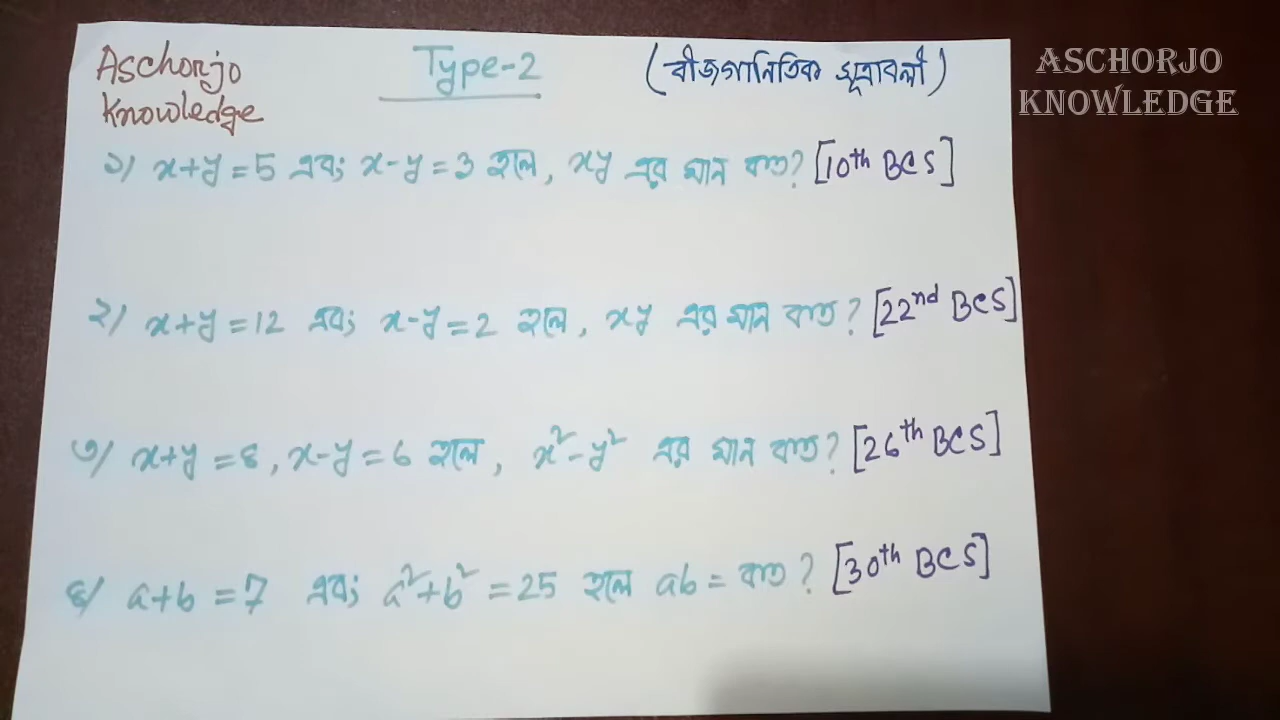 Aschorjo Knowledge
Type-2
(বীজগানিতিক সূত্রাবলী)
ASCHORJO KNOWLEDGE
১) x+y=5 এবং x-y=3 হলে, xy এর মান কত? [10th BCS]
২) x+y=12 এবং x-y=2 হলে, xy এর মান কত? [22nd BCS]
৩) x+y=8, x-y=6 হলে, x²-y² এর মান কত? [26th BCS]
৪) a+b=7 এবং a²+b²=25 হলে ab= কত? [30th BCS]